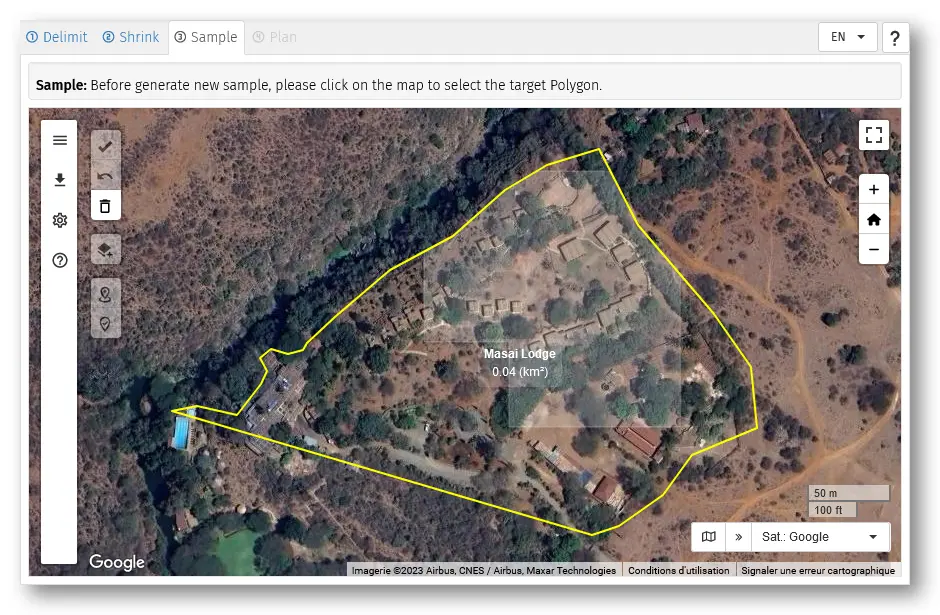 ① Delimit ② Shrink ③ Sample ④ Plan EN ?
Sample: Before generate new sample, please click on the map to select the target Polygon.
Masai Lodge
0.04 (km²)
50 m
100 ft
» Sat.: Google
Google
Imagerie ©2023 Airbus, CNES / Airbus, Maxar Technologies Conditions d'utilisation Signaler une erreur cartographique